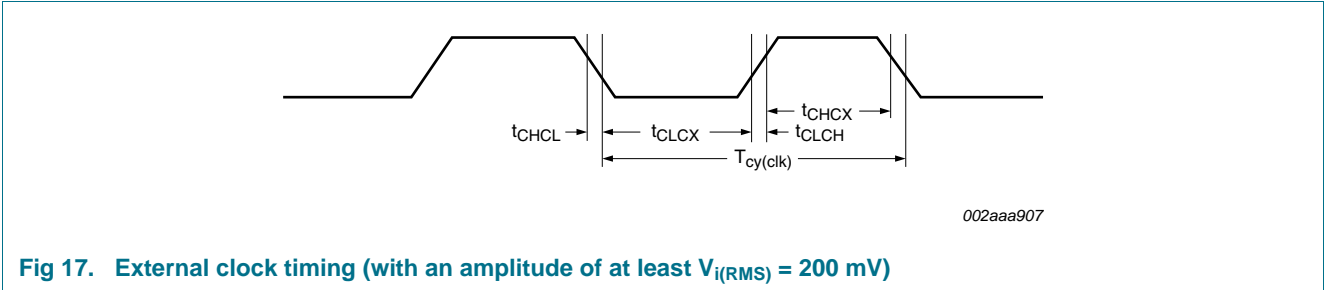 tCHCX
tCHCL
tCLCX
tCLCH
Tcy(clk)
002aaa907
Fig 17. External clock timing (with an amplitude of at least Vi(RMS) = 200 mV)